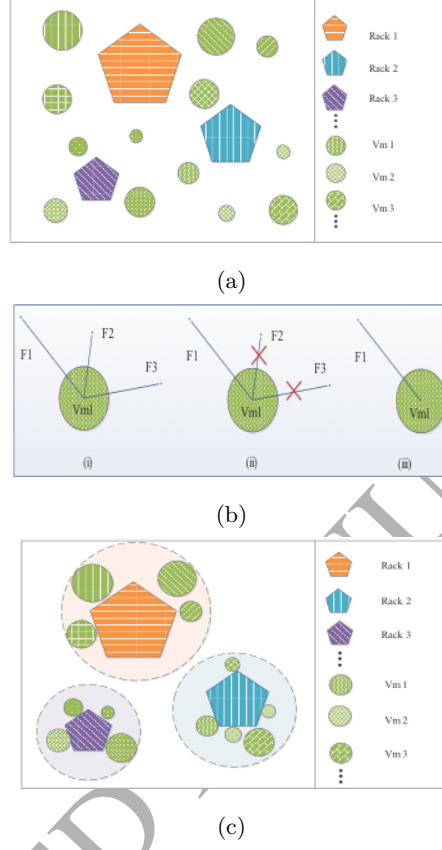 Rack 1
Rack 2
Rack 3
Vm 1
Vm 2
Vm 3
(a)
F1 F2 F3 Vml (i)
F1 F2 F3 Vml (ii)
F1 Vml (iii)
(b)
Rack 1
Rack 2
Rack 3
Vm 1
Vm 2
Vm 3
(c)